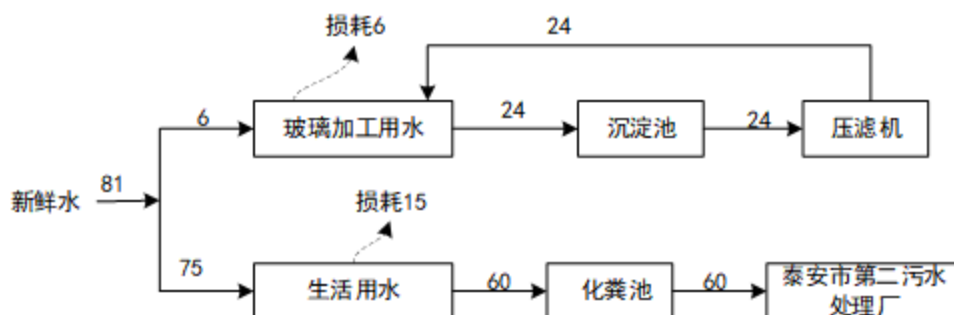 损耗6
24
6
玻璃加工用水
24
沉淀池
24
压滤机
新鲜水
81
损耗15
75
生活用水
60
化粪池
60
泰安市第二污水
处理厂